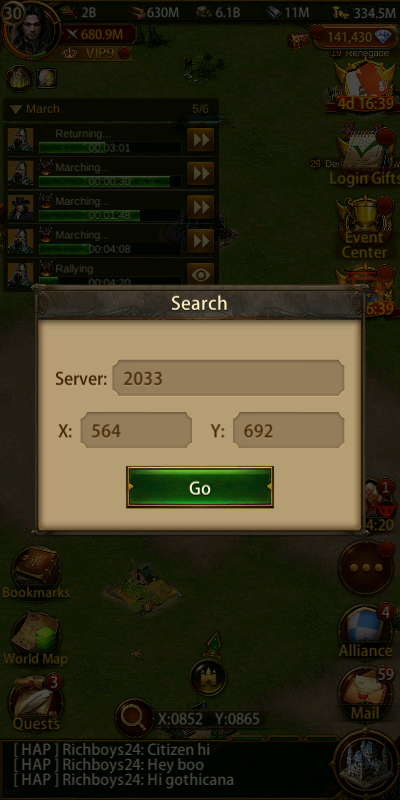 30
2B
630M
6.1B
11M
334.5M
680.9M
141,430
VIP9
Renegade
4d 16:39
March
5/6
Returning...
00:03:01
Marching...
00:00:30
Marching...
00:01:48
Marching...
00:04:08
Rallying
00:04:20
Login Gifts
Event
Center
6:39
Search
Server: 2033
X: 564
Y: 692
Go
1
4:20
Bookmarks
World Map
4
Alliance
3
Quests
59
Mail
X:0852 Y:0865
[ HAP ] Richboys24: Citizen hi
[ HAP ] Richboys24: Hey boo
[ HAP ] Richboys24: Hi gothicana